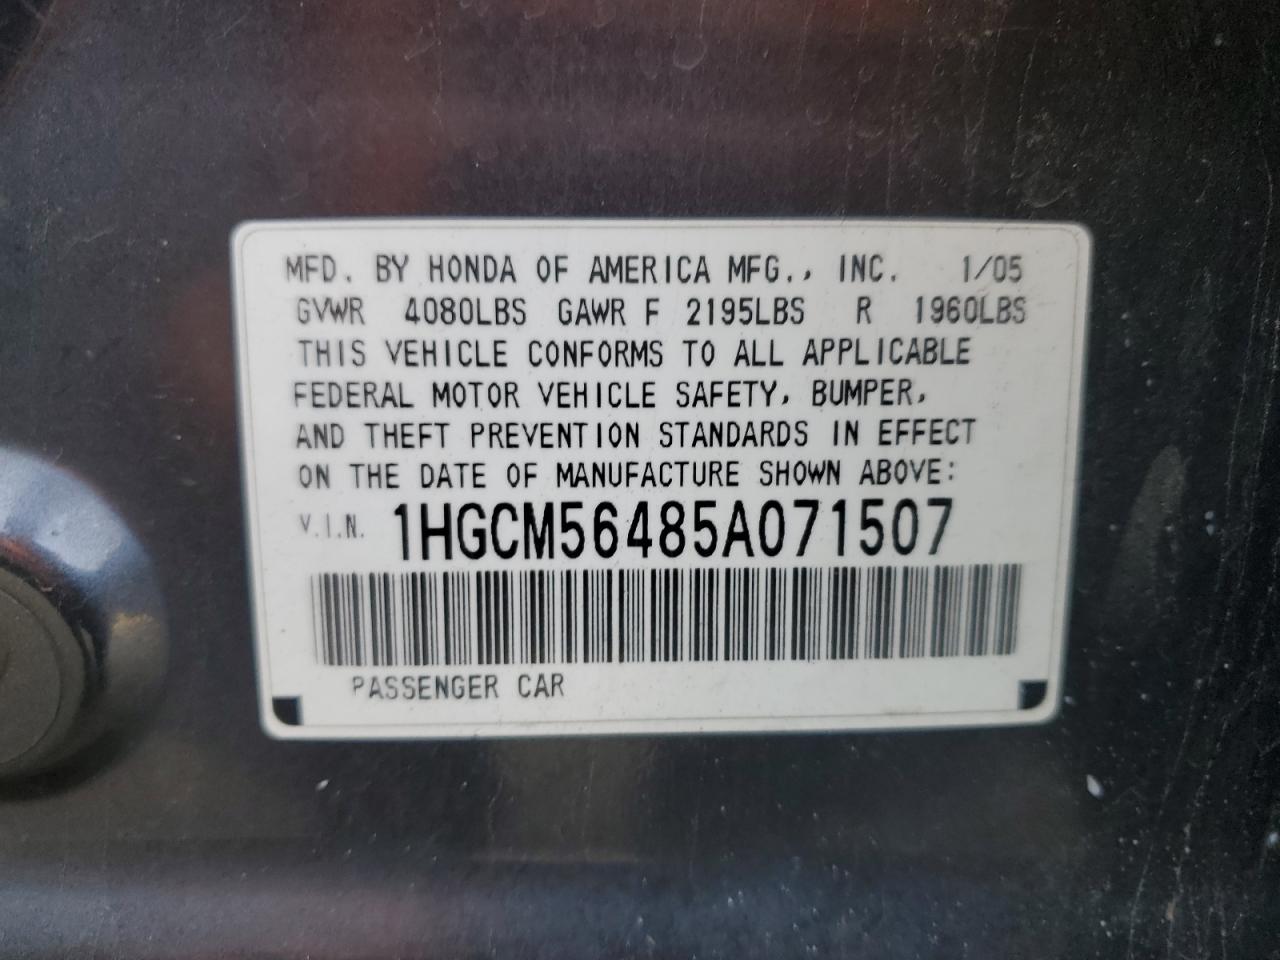 MFD. BY HONDA OF AMERICA MFG., INC. 1/05
GVWR 4080LBS GAWR F 2195LBS R 1960LBS
THIS VEHICLE CONFORMS TO ALL APPLICABLE
FEDERAL MOTOR VEHICLE SAFETY, BUMPER,
AND THEFT PREVENTION STANDARDS IN EFFECT
ON THE DATE OF MANUFACTURE SHOWN ABOVE:
V.I.N. 1HGCM56485A071507
PASSENGER CAR